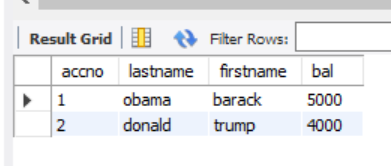 Result Grid Filter Rows:
accno lastname firstname bal
1 obama barack 5000
2 donald trump 4000